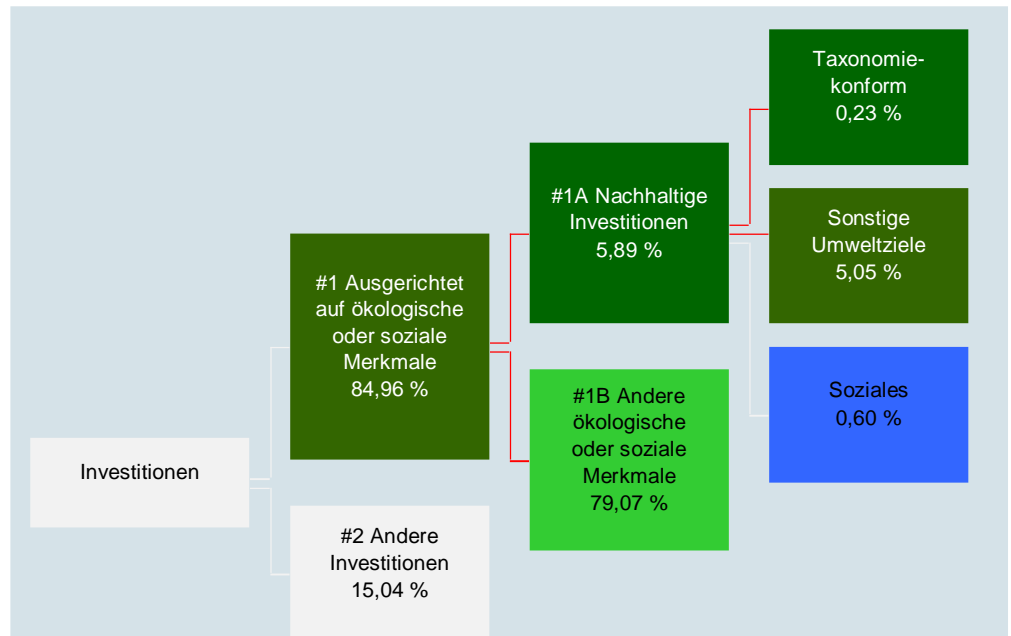 Investitionen
#1 Ausgerichtet
auf ökologische
oder soziale
Merkmale
84,96 %
#2 Andere
Investitionen
15,04 %
#1A Nachhaltige
Investitionen
5,89 %
#1B Andere
ökologische
oder soziale
Merkmale
79,07 %
Taxonomie-
konform
0,23 %
Sonstige
Umweltziele
5,05 %
Soziales
0,60 %